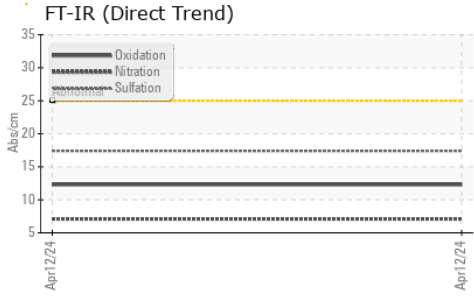 FT-IR (Direct Trend)
35
30
25
20
15
10
5
Abs/cm
Oxidation
Nitration
Sulfation
Abnormal
Apr12/24
Apr12/24